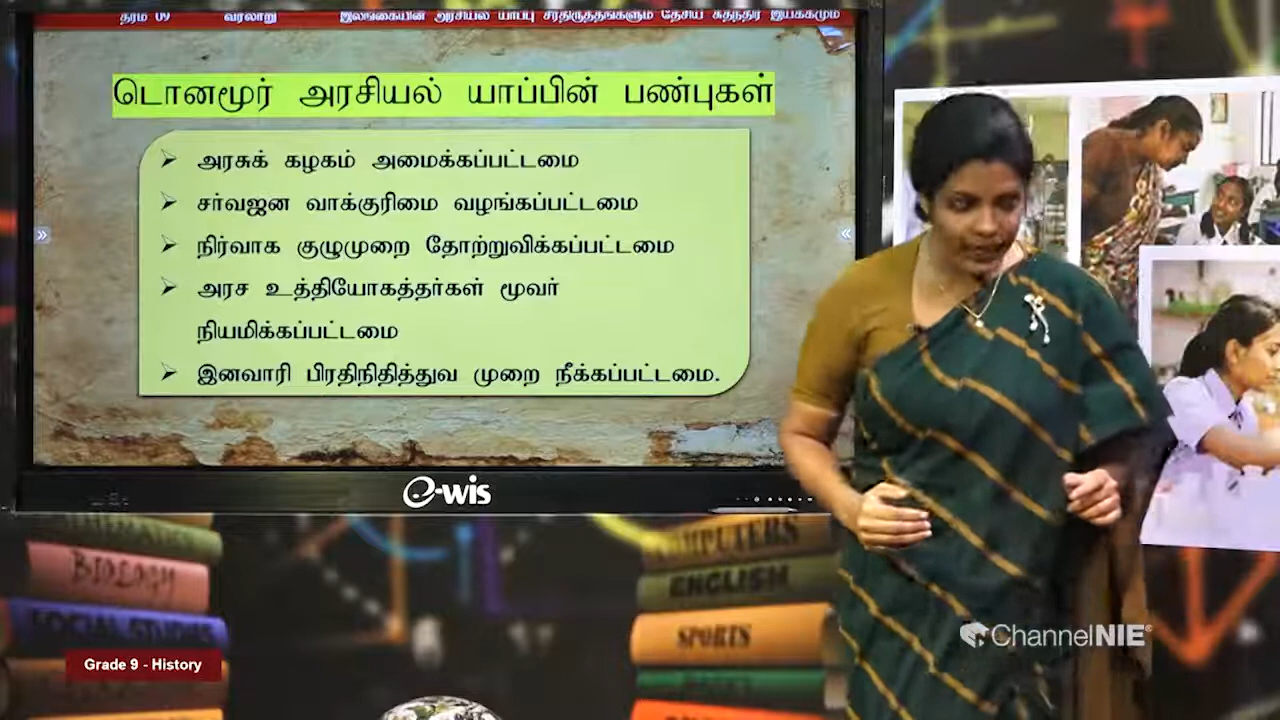 தரம் 09 வரலாறு இலங்கையின் அரசியல் யாப்பு சீர்திருத்தங்களும் தேசிய சுதந்திர இயக்கமும்
டொனமூர் அரசியல் யாப்பின் பண்புகள்
➢ அரசுக் கழகம் அமைக்கப்பட்டமை
➢ சர்வஜன வாக்குரிமை வழங்கப்பட்டமை
➢ நிர்வாக குழுமுறை தோற்றுவிக்கப்பட்டமை
➢ அரச உத்தியோகத்தர்கள் மூவர்
நியமிக்கப்பட்டமை
➢ இனவாரி பிரதிநிதித்துவ முறை நீக்கப்பட்டமை.
e-wis
BIOLOGY
SOCIAL STUDIES
COMPUTERS
ENGLISH
SPORTS
Grade 9 - History
ChannelNIE